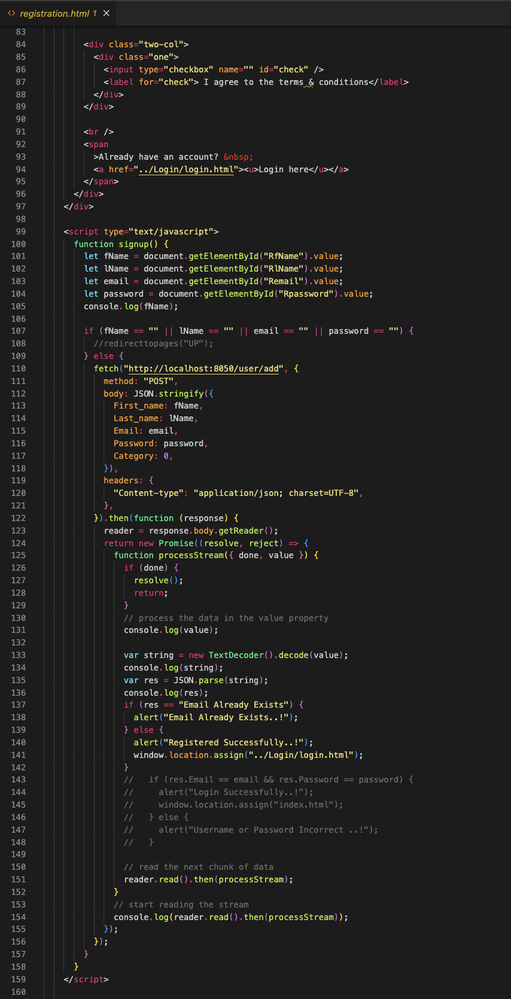 <> registration.html 1 ×
83
84 <div class="two-col">
85 <div class="one">
86 <input type="checkbox" name="" id="check" />
87 <label for="check"> I agree to the terms & conditions</label>
88 </div>
89 </div>
90
91 <br />
92 <span
93 >Already have an account? &nbsp;
94 <a href="../Login/login.html"><u>Login here</u></a>
95 </span>
96 </div>
97 </div>
98
99 <script type="text/javascript">
100 function signup() {
101 let fName = document.getElementById("RfName").value;
102 let lName = document.getElementById("RlName").value;
103 let email = document.getElementById("Remail").value;
104 let password = document.getElementById("Rpassword").value;
105 console.log(fName);
106
107 if (fName == "" || lName == "" || email == "" || password == "") {
108 //redirecttopages("UP");
109 } else {
110 fetch("http://localhost:8050/user/add", {
111 method: "POST",
112 body: JSON.stringify({
113 First_name: fName,
114 Last_name: lName,
115 Email: email,
116 Password: password,
117 Category: 0,
118 }),
119 headers: {
120 "Content-type": "application/json; charset=UTF-8",
121 },
122 }).then(function (response) {
123 reader = response.body.getReader();
124 return new Promise((resolve, reject) => {
125 function processStream({ done, value }) {
126 if (done) {
127 resolve();
128 return;
129 }
130 // process the data in the value property
131 console.log(value);
132
133 var string = new TextDecoder().decode(value);
134 console.log(string);
135 var res = JSON.parse(string);
136 console.log(res);
137 if (res == "Email Already Exists") {
138 alert("Email Already Exists..!");
139 } else {
140 alert("Registered Successfully..!");
141 window.location.assign("../Login/login.html");
142 }
143 // if (res.Email == email && res.Password == password) {
144 // alert("Login Successfully..!");
145 // window.location.assign("index.html");
146 // } else {
147 // alert("Username or Password Incorrect ..!");
148 // }
149
150 // read the next chunk of data
151 reader.read().then(processStream);
152 }
153 // start reading the stream
154 console.log(reader.read().then(processStream));
155 });
156 });
157 }
158 }
159 </script>
160